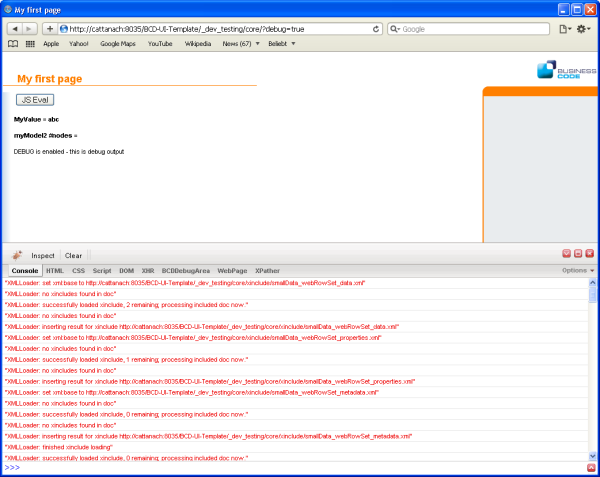 My first page
http://cattanach:8035/BCD-UI-Template/_dev_testing/core/?debug=true
Google
Apple Yahoo! Google Maps YouTube Wikipedia News (67) Beliebt
My first page
BUSINESS
CODE
JS Eval
MyValue = abc
myModel2 #nodes =
DEBUG is enabled - this is debug output
Inspect Clear
Console HTML CSS Script DOM XHR BCDDebugArea WebPage XPather Options
"XMLLoader: set xml:base to http://cattanach:8035/BCD-UI-Template/_dev_testing/core/xinclude/smallData_webRowSet_data.xml"
"XMLLoader: no xincludes found in doc"
"XMLLoader: successfully loaded xinclude, 2 remaining; processing included doc now."
"XMLLoader: no xincludes found in doc"
"XMLLoader: inserting result for xinclude http://cattanach:8035/BCD-UI-Template/_dev_testing/core/xinclude/smallData_webRowSet_data.xml"
"XMLLoader: set xml:base to http://cattanach:8035/BCD-UI-Template/_dev_testing/core/xinclude/smallData_webRowSet_properties.xml"
"XMLLoader: no xincludes found in doc"
"XMLLoader: successfully loaded xinclude, 1 remaining; processing included doc now."
"XMLLoader: no xincludes found in doc"
"XMLLoader: inserting result for xinclude http://cattanach:8035/BCD-UI-Template/_dev_testing/core/xinclude/smallData_webRowSet_properties.xml"
"XMLLoader: set xml:base to http://cattanach:8035/BCD-UI-Template/_dev_testing/core/xinclude/smallData_webRowSet_metadata.xml"
"XMLLoader: no xincludes found in doc"
"XMLLoader: successfully loaded xinclude, 0 remaining; processing included doc now."
"XMLLoader: no xincludes found in doc"
"XMLLoader: inserting result for xinclude http://cattanach:8035/BCD-UI-Template/_dev_testing/core/xinclude/smallData_webRowSet_metadata.xml"
"XMLLoader: finished xinclude loading"
"XMLLoader: successfully loaded xinclude, 0 remaining; processing included doc now."
>>>